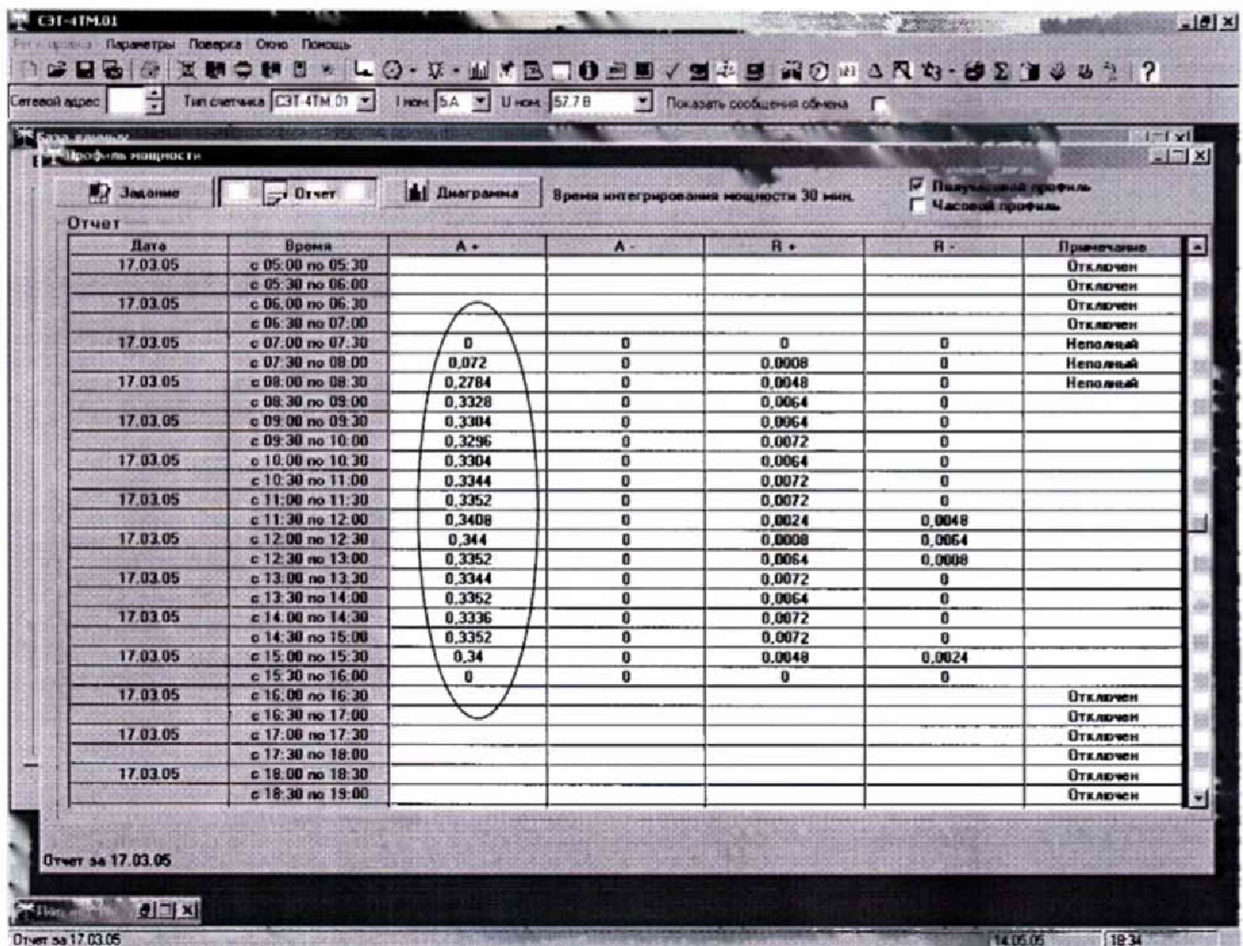 СЭТ-4ТМ.01
Параметры Поверка Окно Помощь
Сетевой адрес Тип счетчика СЭТ-4ТМ.01 I ном 5 А U ном 57.7 В Показать сообщения обмена
База данных
Профиль мощности
Задание Отчет Диаграмма Время интегрирования мощности 30 мин. Получасовой профиль
Часовой профиль
Отчет
Дата Время A + A - R + R - Примечание
17.03.05 с 05:00 по 05:30 Отключен
с 05:30 по 06:00 Отключен
17.03.05 с 06:00 по 06:30 Отключен
с 06:30 по 07:00 Отключен
17.03.05 с 07:00 по 07:30 0 0 0 0 Неполный
с 07:30 по 08:00 0,072 0 0,0008 0 Неполный
17.03.05 с 08:00 по 08:30 0,2784 0 0,0048 0 Неполный
с 08:30 по 09:00 0,3328 0 0,0064 0
17.03.05 с 09:00 по 09:30 0,3304 0 0,0064 0
с 09:30 по 10:00 0,3296 0 0,0072 0
17.03.05 с 10:00 по 10:30 0,3304 0 0,0064 0
с 10:30 по 11:00 0,3344 0 0,0072 0
17.03.05 с 11:00 по 11:30 0,3352 0 0,0072 0
с 11:30 по 12:00 0,3408 0 0,0024 0,0048
17.03.05 с 12:00 по 12:30 0,344 0 0,0008 0,0064
с 12:30 по 13:00 0,3352 0 0,0064 0,0008
17.03.05 с 13:00 по 13:30 0,3344 0 0,0072 0
с 13:30 по 14:00 0,3352 0 0,0064 0
17.03.05 с 14:00 по 14:30 0,3336 0 0,0072 0
с 14:30 по 15:00 0,3352 0 0,0072 0
17.03.05 с 15:00 по 15:30 0,34 0 0,0048 0,0024
с 15:30 по 16:00 0 0 0 0
17.03.05 с 16:00 по 16:30 Отключен
с 16:30 по 17:00 Отключен
17.03.05 с 17:00 по 17:30 Отключен
с 17:30 по 18:00 Отключен
17.03.05 с 18:00 по 18:30 Отключен
с 18:30 по 19:00 Отключен
Отчет за 17.03.05
Отчет за 17.03.05 14.05.05 18:34